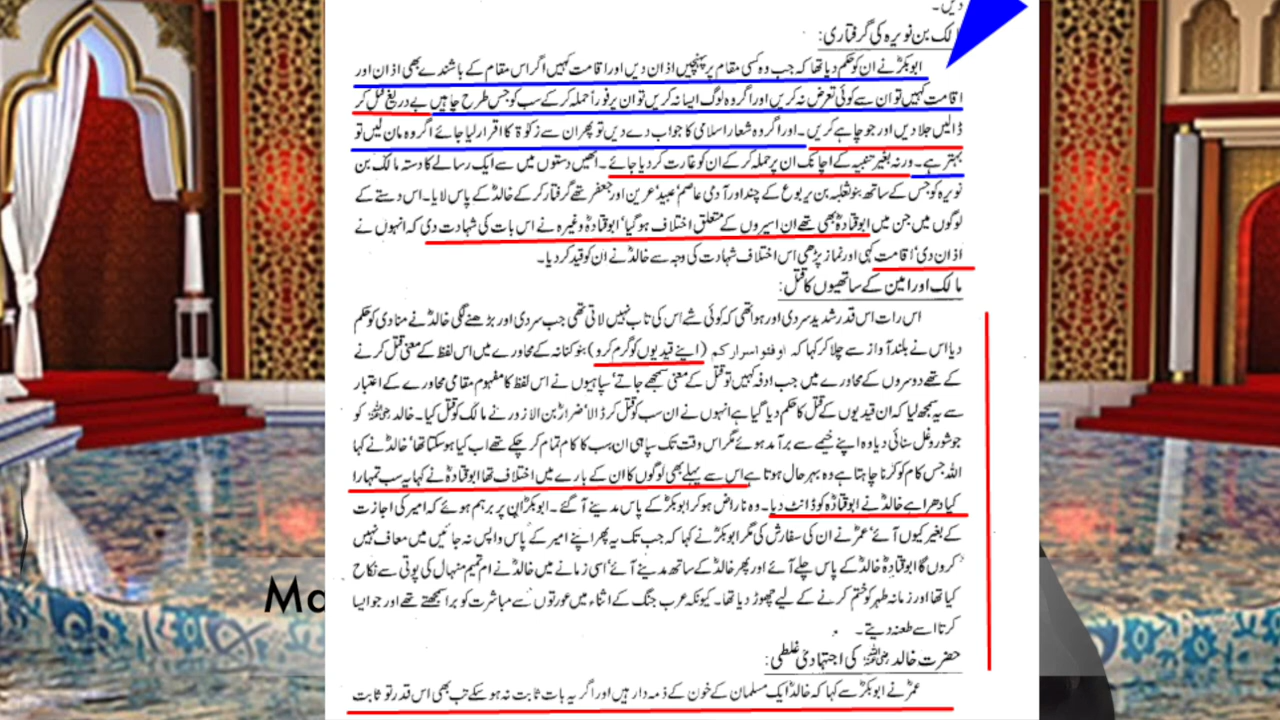 دیں۔
مالک بن نویرہ کی گرفتاری:
ابوبکرؓ نے ان کو حکم دیا تھا کہ جب وہ کسی مقام پر پہنچیں اذان دیں اور اقامت کہیں اگر اس مقام کے باشندے بھی اذان اور
اقامت کہیں تو ان سے کوئی تعرض نہ کریں اور اگر وہ لوگ ایسا نہ کریں تو ان پر فوراً حملہ کر کے سب کو جس طرح چاہیں بے دریغ قتل کر
ڈالیں جلا دیں اور جو چاہے کریں۔ اور اگر وہ شعار اسلامی کا جواب دے دیں تو پھر ان سے زکوٰۃ کا اقرار لیا جائے اگر وہ مان لیں تو
بہتر ہے۔ ورنہ بغیر تنبیہ کے اچانک ان پر حملہ کر کے ان کو غارت کر دیا جائے۔ انھیں دستوں میں سے ایک رسالے کا دستہ مالک بن
نویرہ کو جس کے ساتھ بنو ثعلبہ بن یربوع کے چند اور آدمی عاصم' عبید' عرین اور جعفر تھے گرفتار کر کے خالدؓ کے پاس لایا۔ اس دستے کے
لوگوں میں جن میں ابوقتادہؓ بھی تھے ان اسیروں کے متعلق اختلاف ہو گیا' ابوقتادہؓ وغیرہ نے اس بات کی شہادت دی کہ انہوں نے
اذان دی' اقامت کہی اور نماز پڑھی اس اختلاف شہادت کی وجہ سے خالدؓ نے ان کو قید کر دیا۔
مالک اور امین کے ساتھیوں کا قتل:
اس رات اس قدر شدید سردی اور ہوا تھی کہ کوئی شے اس کی تاب نہیں لاتی تھی جب سردی اور بڑھنے لگی خالدؓ نے منادی کو حکم
دیا اس نے بلند آواز سے چلا کر کہا کہ ادفئوا اسراركم (اپنے قیدیوں کو گرم کرو) بنو کنانہ کے محاورے میں اس لفظ کے معنی قتل کرنے
کے تھے دوسروں کے محاورے میں جب ادفہ کہیں تو قتل کے معنی سمجھے جاتے' سپاہیوں نے اس لفظ کا مفہوم مقامی محاورے کے اعتبار
سے یہ سمجھ لیا کہ ان قیدیوں کے قتل کا حکم دیا گیا ہے انہوں نے ان سب کو قتل کر ڈالا' ضرارؓ بن الازور نے مالک کو قتل کیا۔ خالد رضی اللہ عنہ کو
جو شور و غل سنائی دیا وہ اپنے خیمے سے برآمد ہوئے مگر اس وقت تک سپاہی ان سب کا کام تمام کر چکے تھے اب کیا ہو سکتا تھا' خالدؓ نے کہا
اللہ جس کام کو کرنا چاہتا ہے وہ بہر حال ہوتا ہے اس سے پہلے بھی لوگوں کا ان کے بارے میں اختلاف تھا ابوقتادہؓ نے کہا یہ سب تمہارا
کیا دھرا ہے خالدؓ نے ابوقتادہؓ کو ڈانٹ دیا۔ وہ ناراض ہو کر ابوبکرؓ کے پاس مدینے آ گئے۔ ابوبکرؓ ان پر برہم ہوئے کہ امیر کی اجازت
کے بغیر کیوں آئے' عمرؓ نے ان کی سفارش کی مگر ابوبکرؓ نے کہا کہ جب تک یہ پھر اپنے امیر کے پاس واپس نہ جائیں میں معاف نہیں
کروں گا ابوقتادہؓ خالدؓ کے پاس چلے آئے اور پھر خالدؓ کے ساتھ مدینے آئے' اسی زمانے میں خالدؓ نے ام تمیم منہال کی پوتی سے نکاح
کیا تھا اور زمانہ طہر کو ختم کرنے کے لیے چھوڑ دیا تھا۔ کیونکہ عرب جنگ کے اثناء میں عورتوں سے مباشرت کو برا سمجھتے تھے اور جو ایسا
کرتا اسے طعنہ دیتے۔
حضرت خالد رضی اللہ عنہ کی اجتہادی غلطی:
عمرؓ نے ابوبکرؓ سے کہا کہ خالدؓ ایک مسلمان کے خون کے ذمہ دار ہیں اور اگر یہ بات ثابت نہ ہو سکے تب بھی اس قدر تو ثابت
Ma